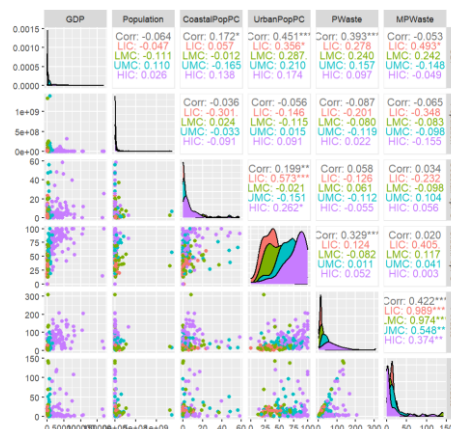 GDP Population CoastalPopPC UrbanPopPC PWaste MPWaste
0.0015
0.0010
0.0005
0.0000
Corr: -0.064
LIC: -0.047
LMC: -0.111
UMC: 0.110
HIC: 0.026
Corr: 0.172*
LIC: 0.057
LMC: -0.012
UMC: -0.165
HIC: 0.138
Corr: 0.451***
LIC: 0.356*
LMC: 0.287
UMC: 0.210
HIC: 0.174
Corr: 0.393***
LIC: 0.278
LMC: 0.240
UMC: 0.157
HIC: 0.097
Corr: -0.053
LIC: 0.493*
LMC: 0.242
UMC: -0.148
HIC: -0.049
1e+09
5e+08
0e+00
Corr: -0.036
LIC: -0.301
LMC: 0.024
UMC: -0.033
HIC: -0.091
Corr: -0.056
LIC: -0.146
LMC: -0.115
UMC: 0.015
HIC: 0.091
Corr: -0.087
LIC: -0.201
LMC: -0.080
UMC: -0.119
HIC: 0.022
Corr: -0.065
LIC: -0.348
LMC: -0.083
UMC: -0.098
HIC: -0.155
60
40
20
0
Corr: 0.199**
LIC: 0.573***
LMC: -0.021
UMC: -0.151
HIC: 0.262*
Corr: 0.058
LIC: -0.126
LMC: 0.061
UMC: -0.112
HIC: -0.055
Corr: 0.034
LIC: -0.232
LMC: -0.098
UMC: 0.104
HIC: 0.056
100
75
50
25
0
Corr: 0.329***
LIC: 0.124
LMC: -0.082
UMC: 0.011
HIC: 0.052
Corr: 0.020
LIC: 0.405
LMC: 0.117
UMC: 0.041
HIC: 0.003
300
200
100
0
Corr: 0.422***
LIC: 0.989***
LMC: 0.974**
UMC: 0.548**
HIC: 0.374**
150
100
50
0
0 20 40 60
0 25 50 75 100
0 100 200 300
0 50 100 150